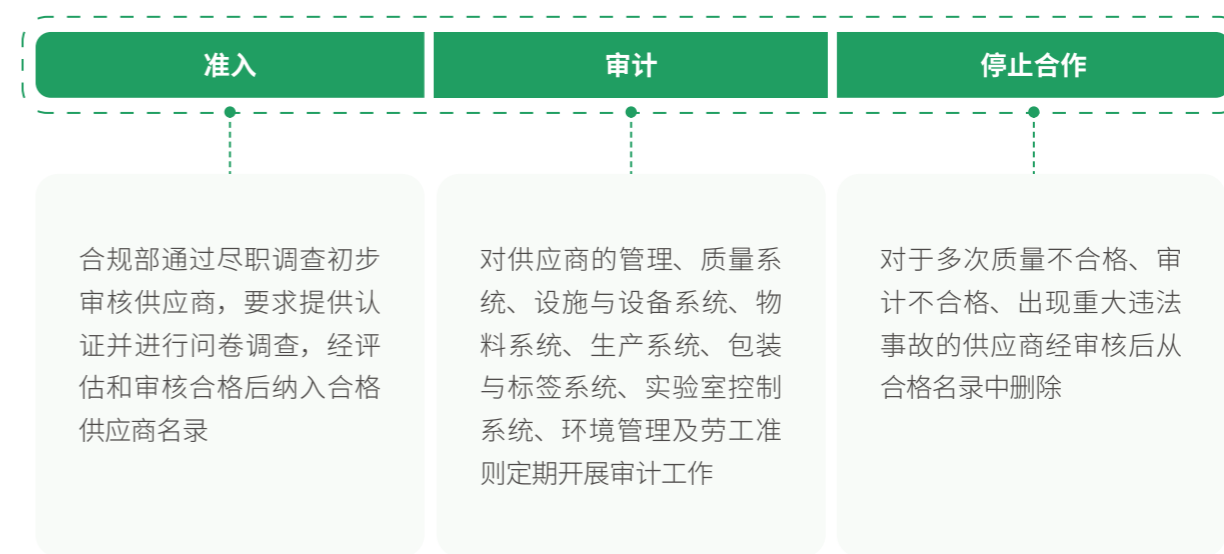 准入
审计
停止合作
合规部通过尽职调查初步
审核供应商，要求提供认
证并进行问卷调查，经评
估和审核合格后纳入合格
供应商名录
对供应商的管理、质量系
统、设施与设备系统、物
料系统、生产系统、包装
与标签系统、实验室控制
系统、环境管理及劳工准
则定期开展审计工作
对于多次质量不合格、审
计不合格、出现重大违法
事故的供应商经审核后从
合格名录中删除